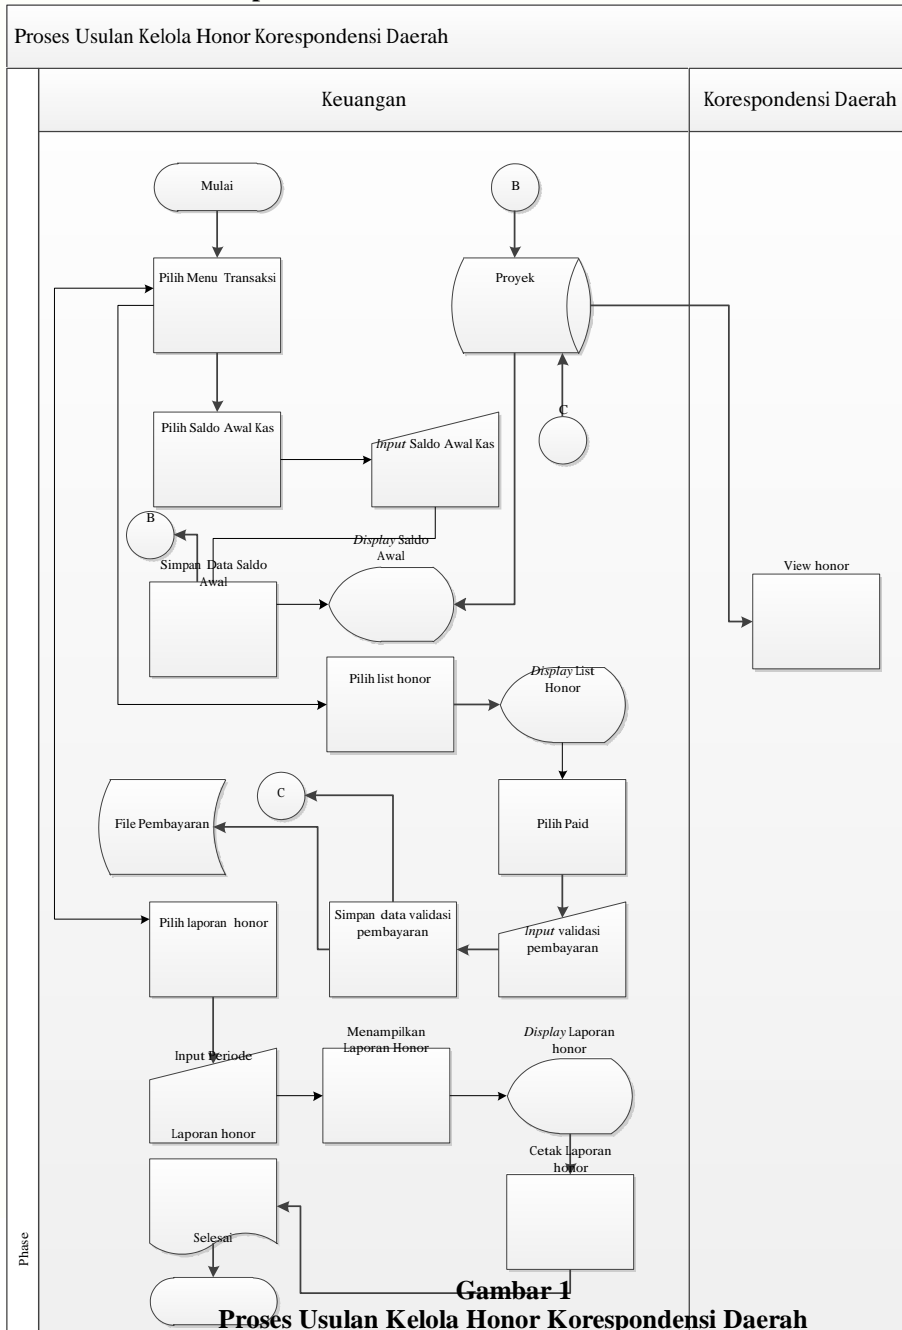 Proses Usulan Kelola Honor Korespondensi Daerah
Keuangan
Korespondensi Daerah
Mulai
B
Pilih Menu Transaksi
Proyek
Pilih Saldo Awal Kas
Input Saldo Awal Kas
C
B
Simpan Data Saldo
Awal
Display Saldo
Awal
View honor
Pilih list honor
Display List
Honor
C
File Pembayaran
Pilih Paid
Pilih laporan honor
Simpan data validasi
pembayaran
Input validasi
pembayaran
Input Periode
Laporan honor
Menampilkan
Laporan Honor
Display Laporan
honor
Cetak Laporan
honor
Selesai
Phase
Gambar 1
Proses Usulan Kelola Honor Korespondensi Daerah